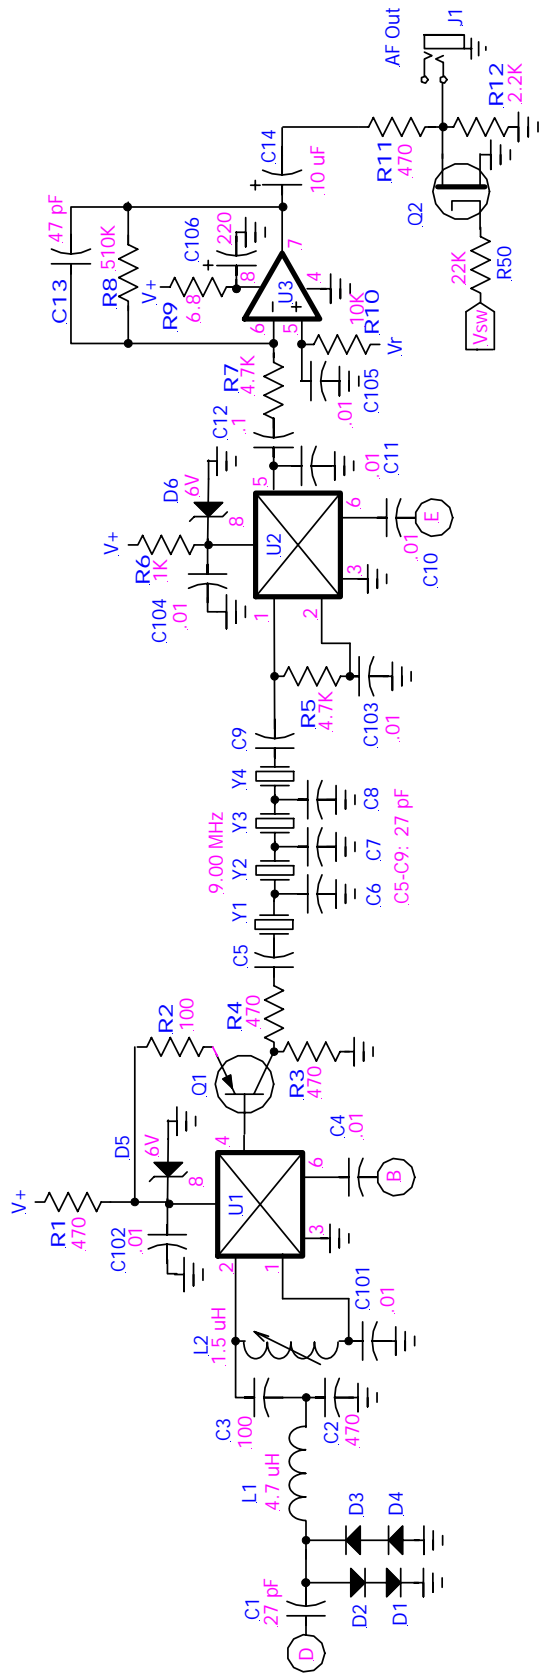 D
C1
27 pF
D2
D1
D3
D4
L1
4.7 uH
C3
100
C2
470
L2
1.5 uH
C101
.01
2
1
U1
3
6
8
4
V+
R1
470
C102
.01
D5
6V
C4
.01
B
R2
100
Q1
R3
470
R4
470
C5
Y1
Y2
Y3
Y4
9.00 MHz
C6
C7
C8
C5-C9: 27 pF
C9
R5
4.7K
C103
.01
1
2
U2
3
6
8
5
V+
R6
1K
C104
.01
D6
6V
C10
.01
E
C11
.01
C12
.1
R7
4.7K
C105
.01
R10
10K
Vr
6
5
U3
8
4
7
-
+
V+
R9
6.8
C106
220
+
C13
47 pF
R8
510K
C14
+
10 uF
R11
470
R12
2.2K
Q2
R50
22K
Vsw
AF Out
J1